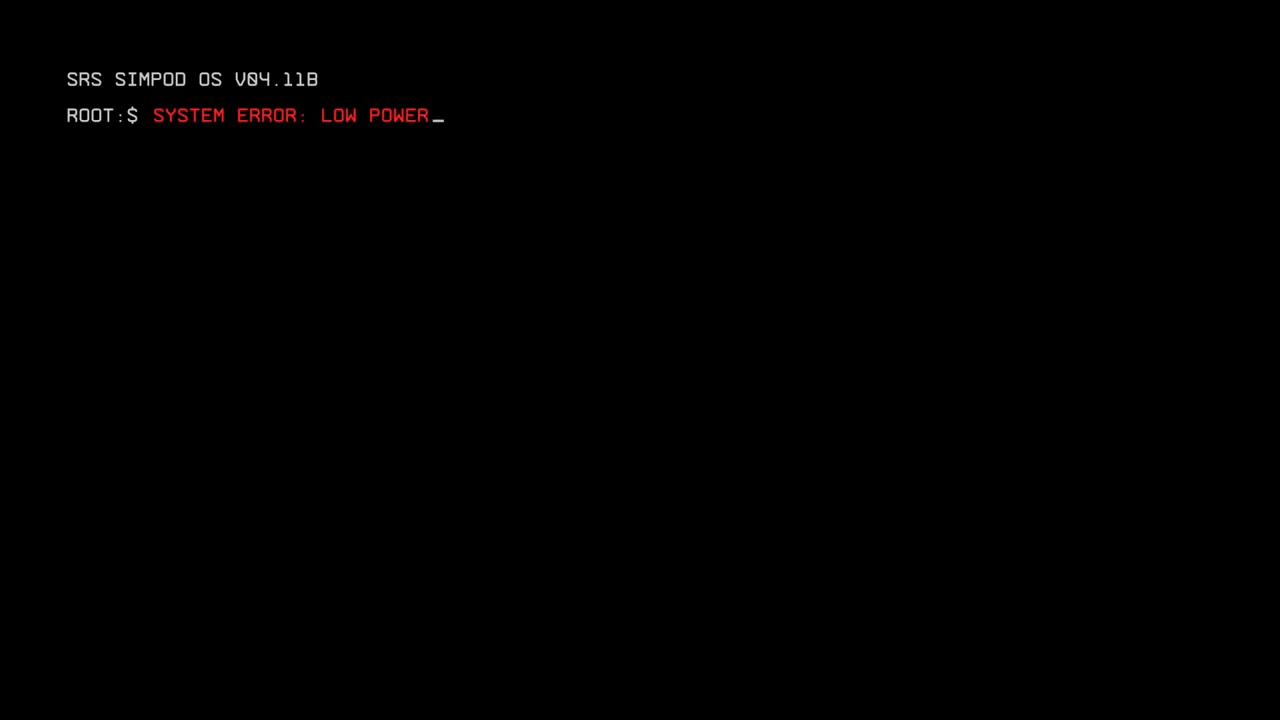 SRS SIMPOD OS V04.11B
ROOT:$ SYSTEM ERROR: LOW POWER_